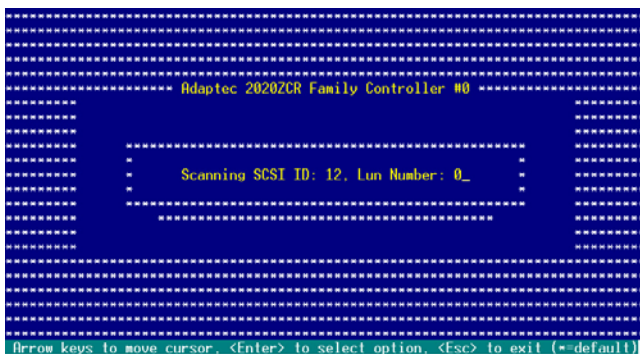 Adaptec 2020ZCR Family Controller #0
Scanning SCSI ID: 12, Lun Number: 0_
Arrow keys to move cursor, <Enter> to select option, <Esc> to exit (*=default)